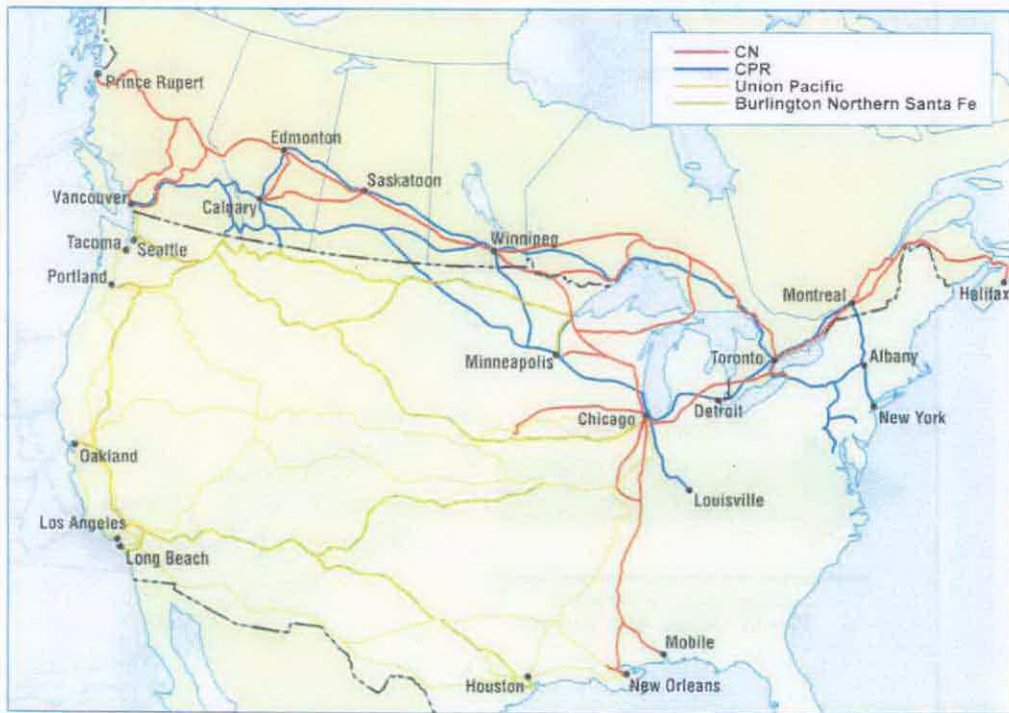 CN
CPR
Union Pacific
Burlington Northern Santa Fe
Prince Rupert
Edmonton
Saskatoon
Vancouver
Calgary
Winnipeg
Tacoma
Seattle
Portland
Montreal
Halifax
Minneapolis
Toronto
Albany
Chicago
Detroit
New York
Oakland
Louisville
Los Angeles
Long Beach
Mobile
Houston
New Orleans